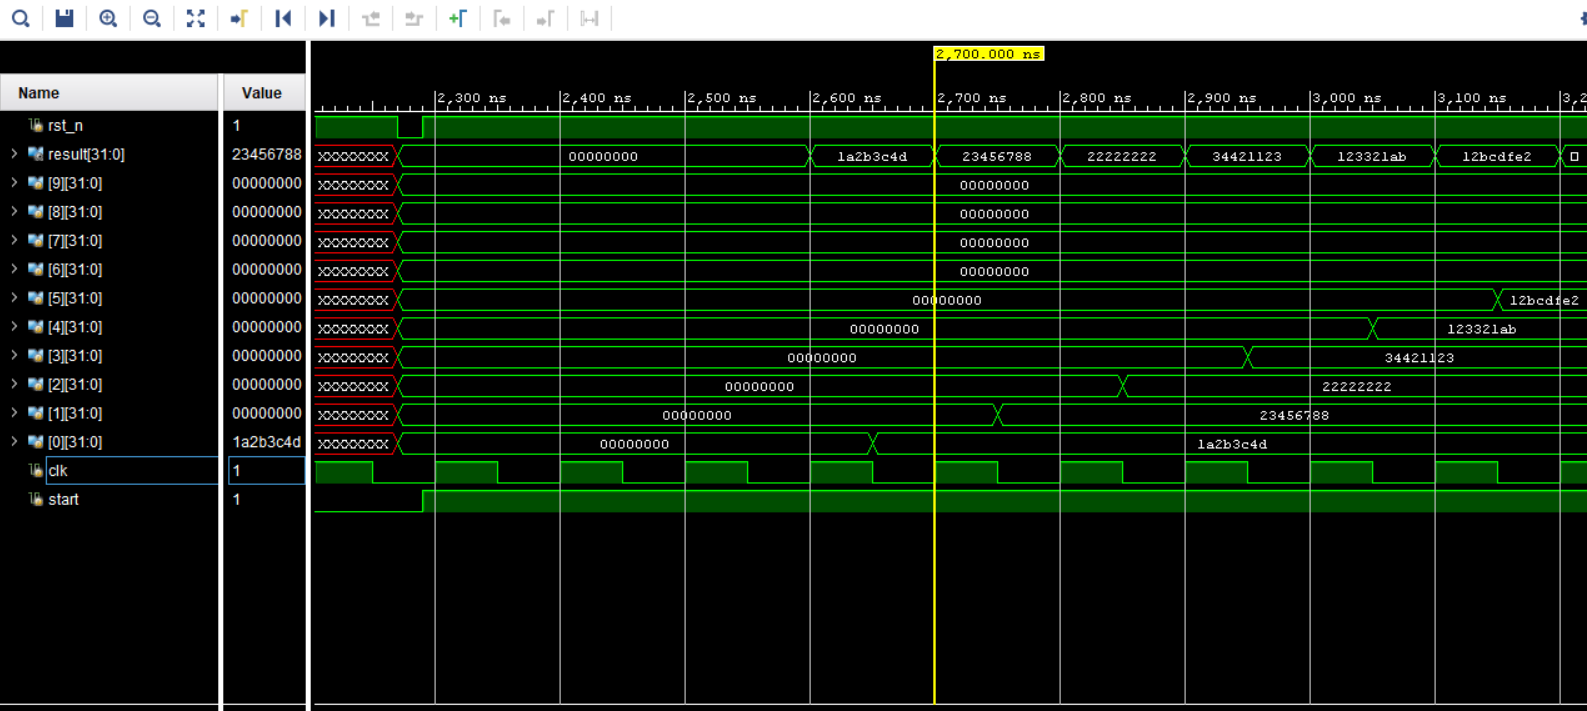 2,700.000 ns
Name Value
2,300 ns 2,400 ns 2,500 ns 2,600 ns 2,700 ns 2,800 ns 2,900 ns 3,000 ns 3,100 ns 3,2
rst_n 1
result[31:0] 23456788 XXXXXXXX 00000000 1a2b3c4d 23456788 22222222 34421123 123321ab 12bcdfe2
[9][31:0] 00000000 XXXXXXXX 00000000
[8][31:0] 00000000 XXXXXXXX 00000000
[7][31:0] 00000000 XXXXXXXX 00000000
[6][31:0] 00000000 XXXXXXXX 00000000
[5][31:0] 00000000 XXXXXXXX 00000000 12bcdfe2
[4][31:0] 00000000 XXXXXXXX 00000000 123321ab
[3][31:0] 00000000 XXXXXXXX 00000000 34421123
[2][31:0] 00000000 XXXXXXXX 00000000 22222222
[1][31:0] 00000000 XXXXXXXX 00000000 23456788
[0][31:0] 1a2b3c4d XXXXXXXX 00000000 1a2b3c4d
clk 1
start 1